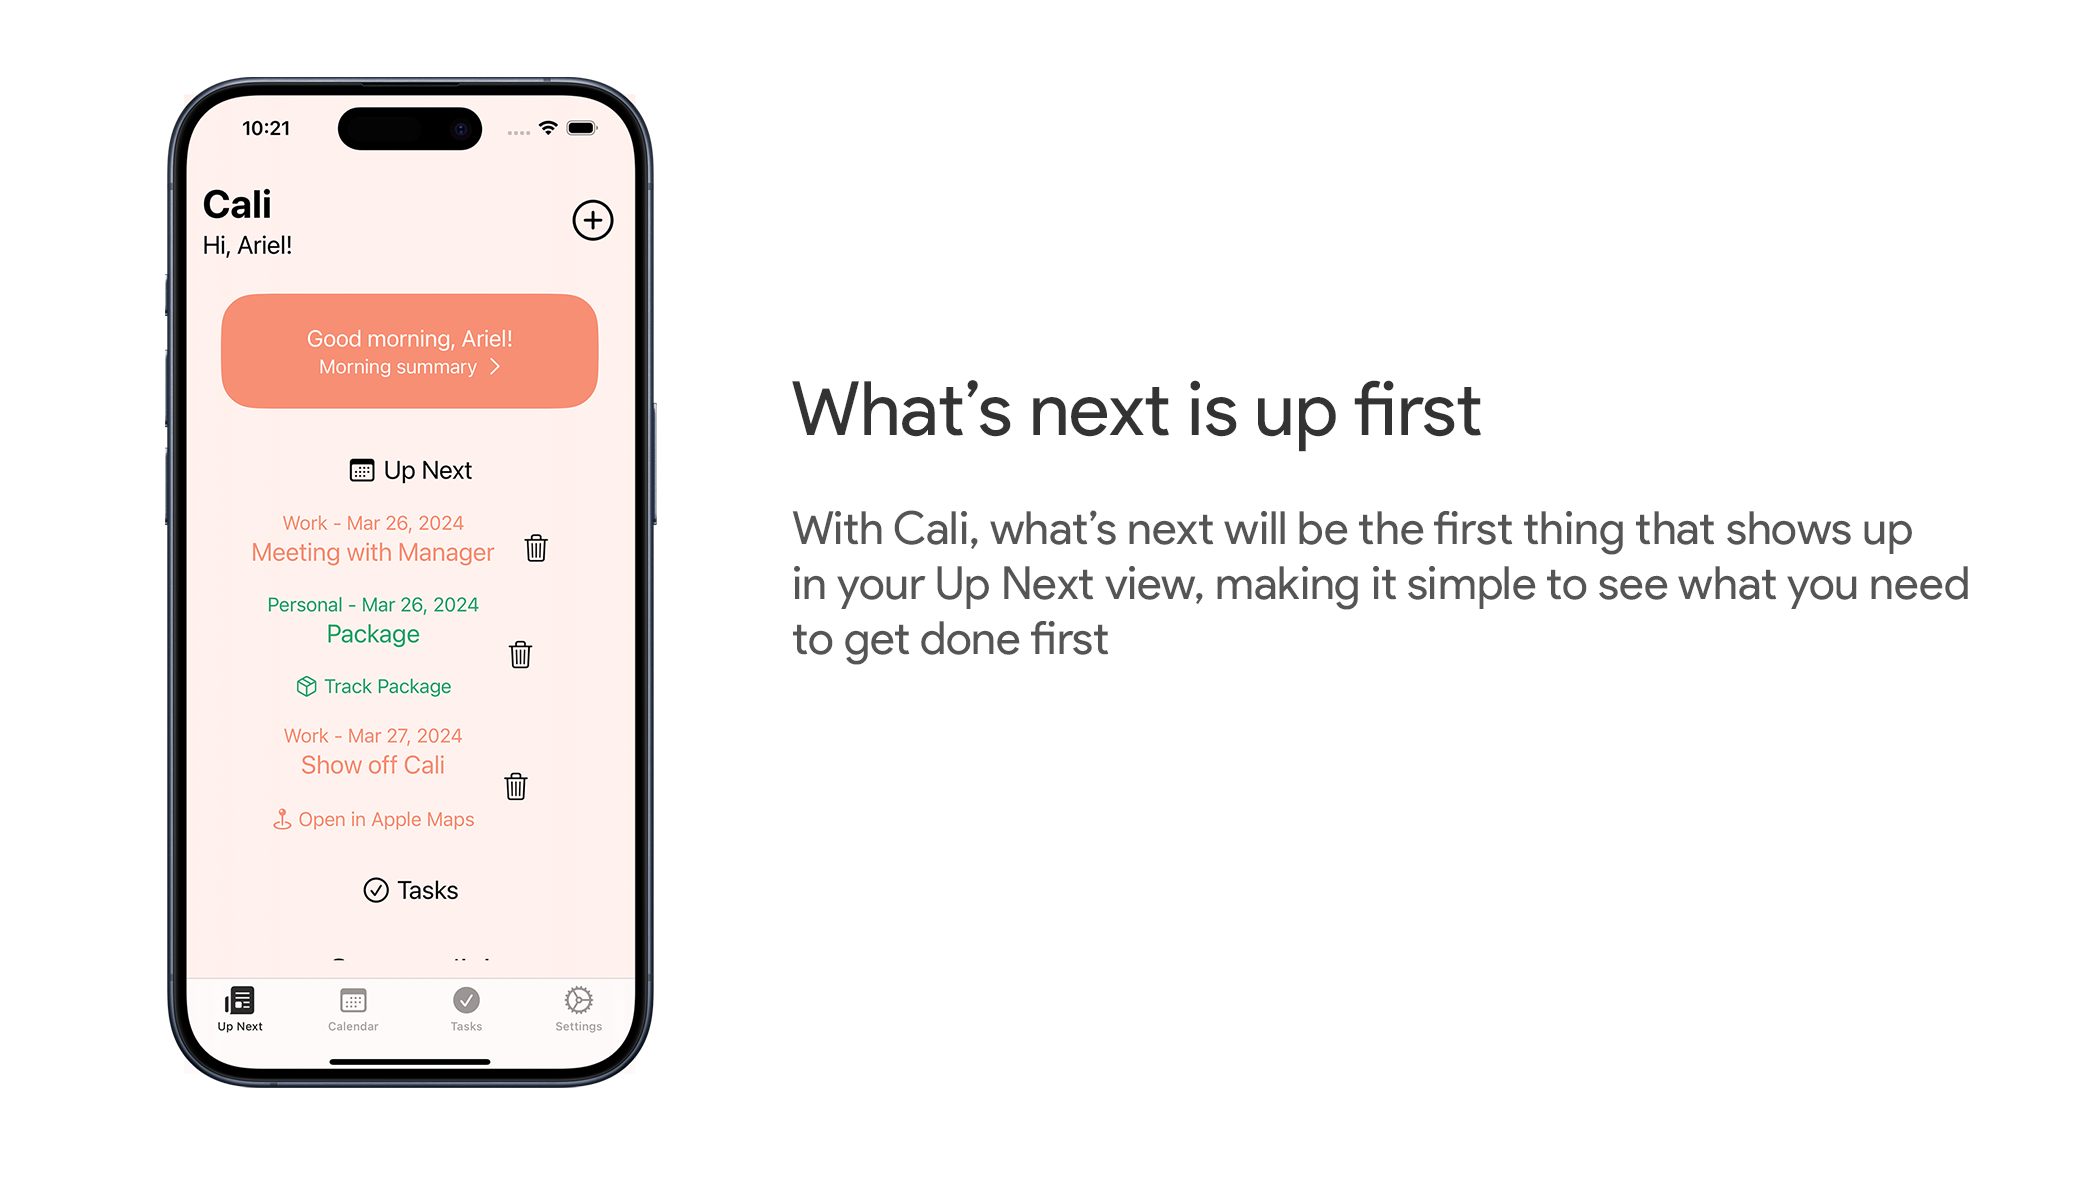 10:21
Cali
Hi, Ariel!
Good morning, Ariel!
Morning summary
Up Next
Work - Mar 26, 2024
Meeting with Manager
Personal - Mar 26, 2024
Package
Track Package
Work - Mar 27, 2024
Show off Cali
Open in Apple Maps
Tasks
Up Next
Calendar
Tasks
Settings
What’s next is up first
With Cali, what’s next will be the first thing that shows up
in your Up Next view, making it simple to see what you need
to get done first